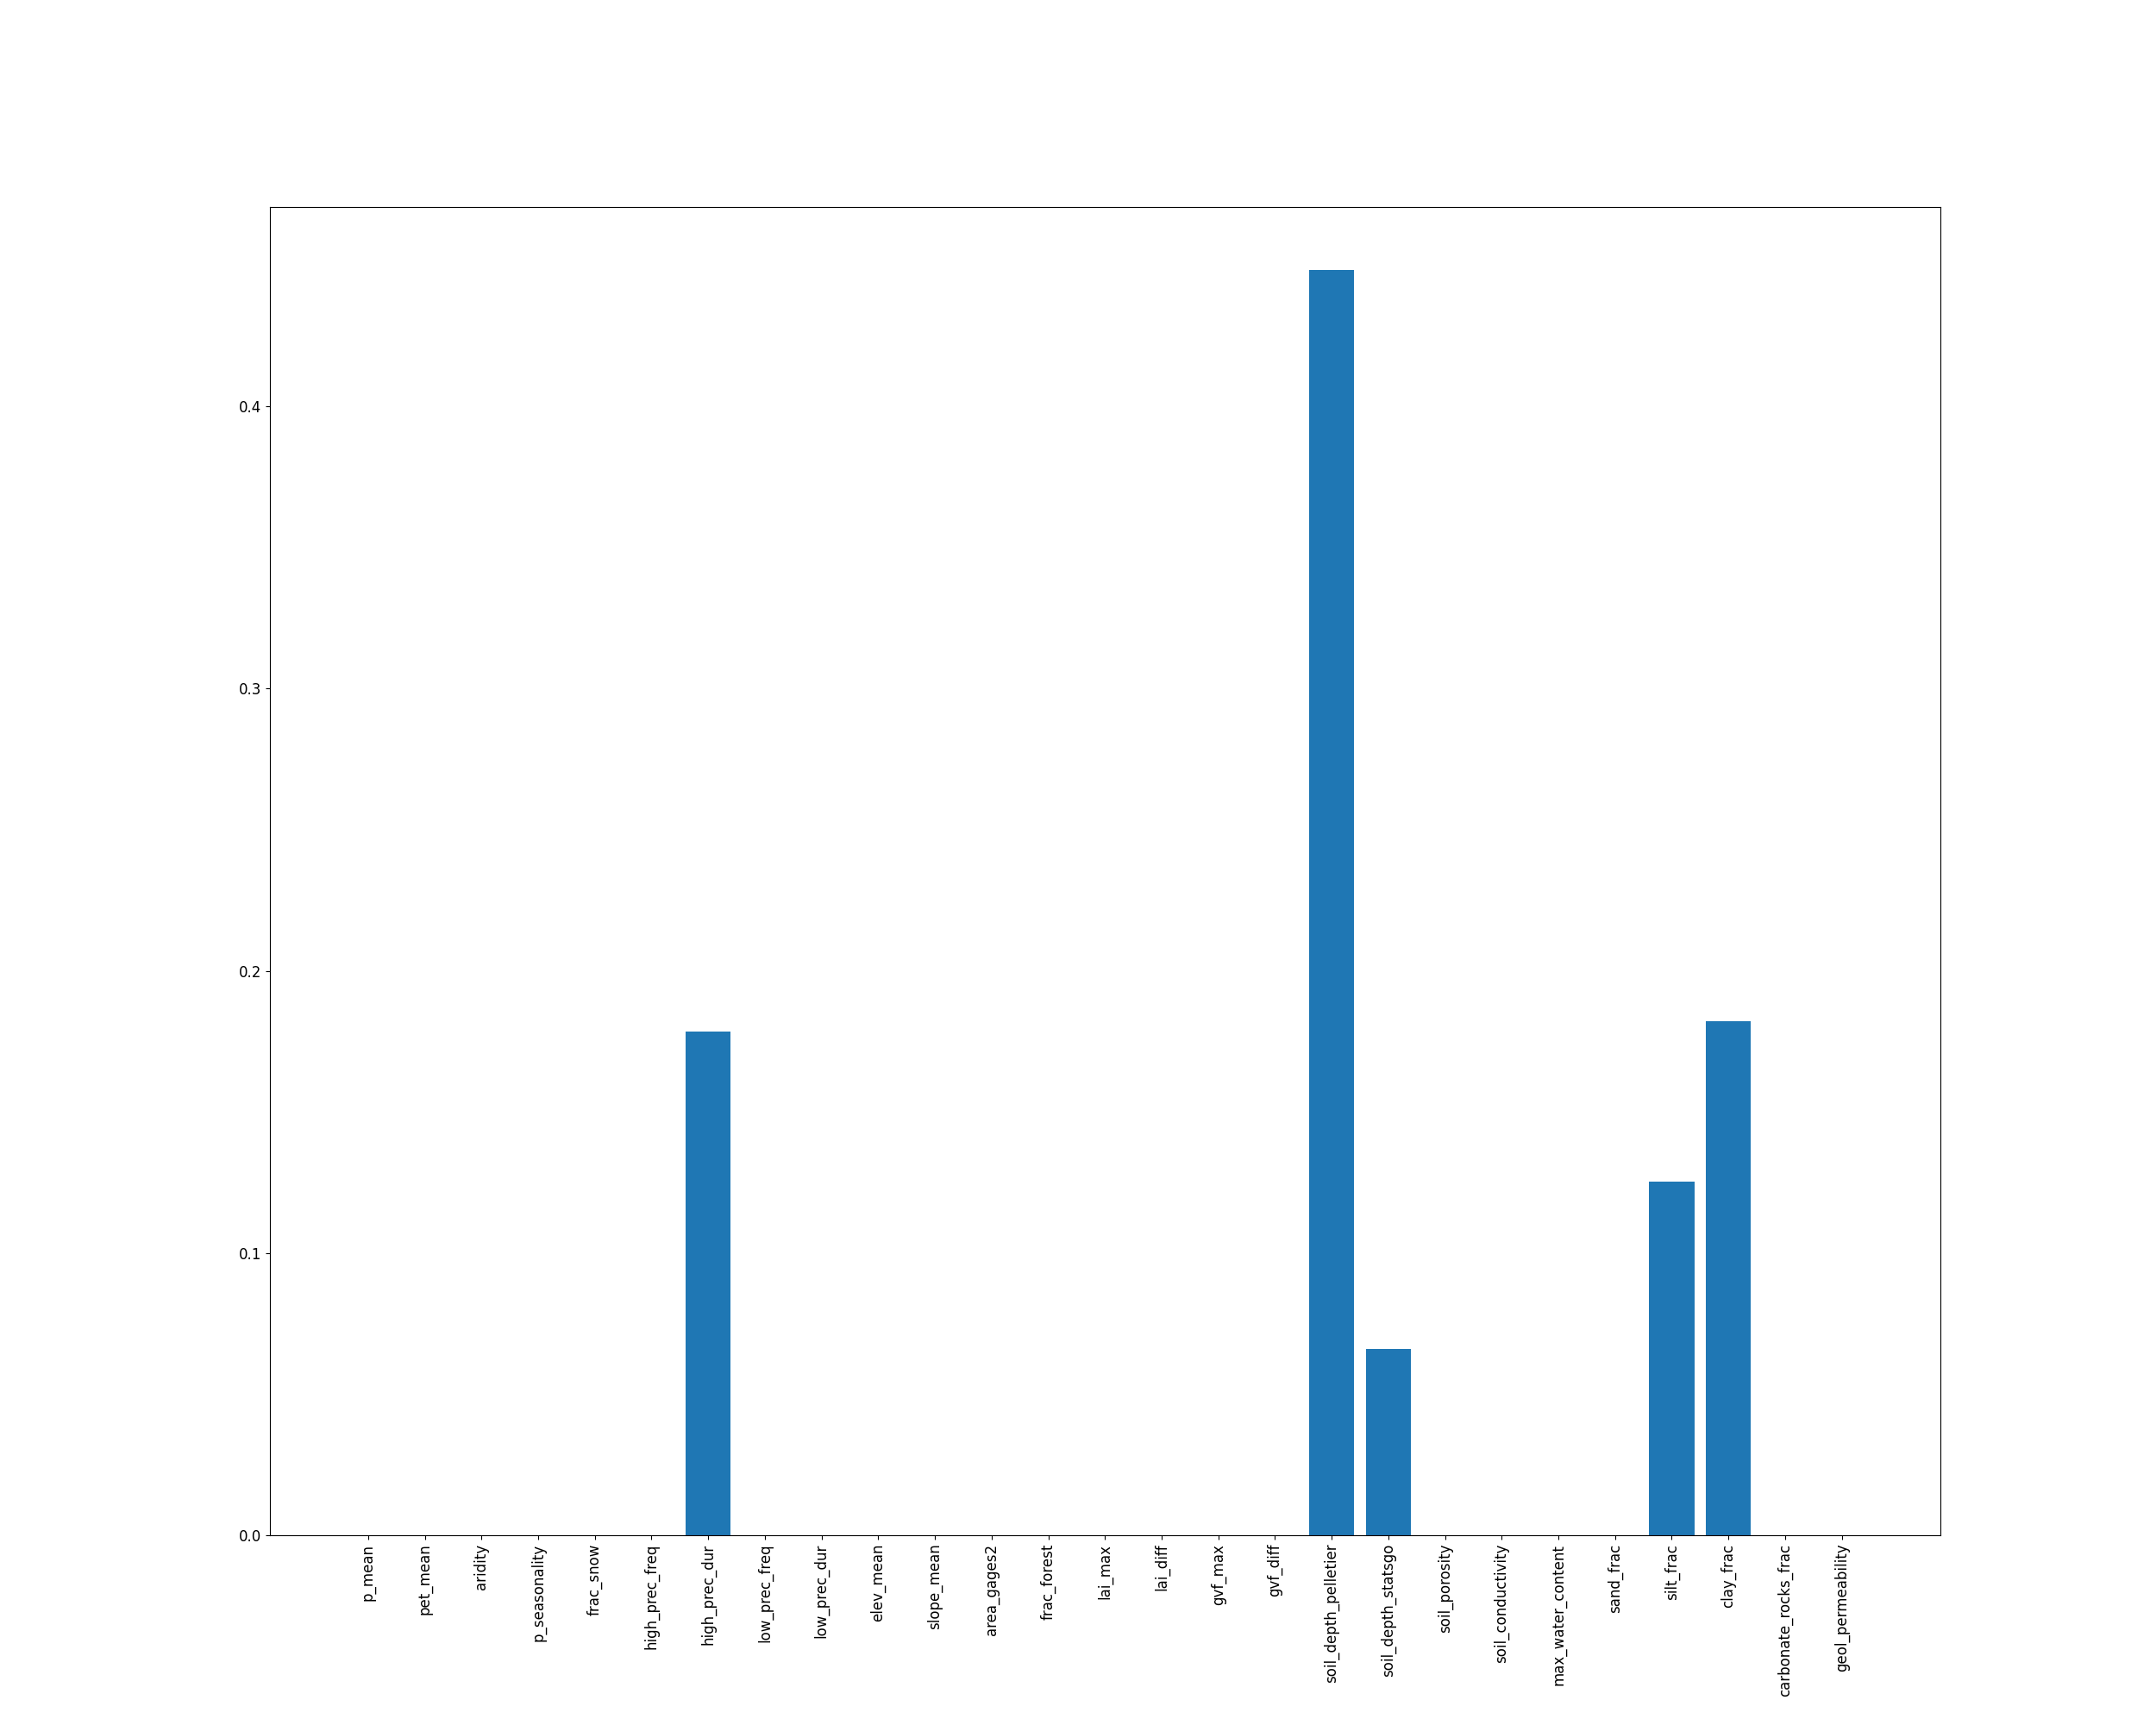 0.4
0.3
0.2
0.1
0.0
p_mean
pet_mean
aridity
p_seasonality
frac_snow
high_prec_freq
high_prec_dur
low_prec_freq
low_prec_dur
elev_mean
slope_mean
area_gages2
frac_forest
lai_max
lai_diff
gvf_max
gvf_diff
soil_depth_pelletier
soil_depth_statsgo
soil_porosity
soil_conductivity
max_water_content
sand_frac
silt_frac
clay_frac
carbonate_rocks_frac
geol_permeability